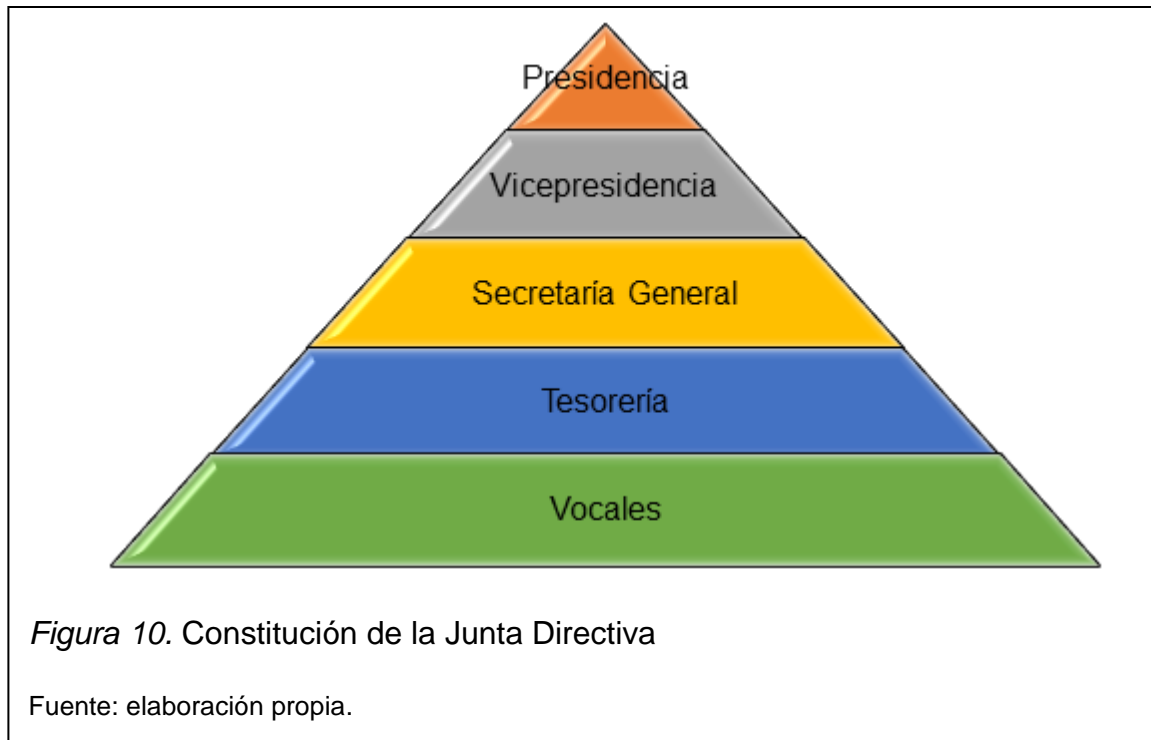 Presidencia
Vicepresidencia
Secretaría General
Tesorería
Vocales
Figura 10. Constitución de la Junta Directiva
Fuente: elaboración propia.